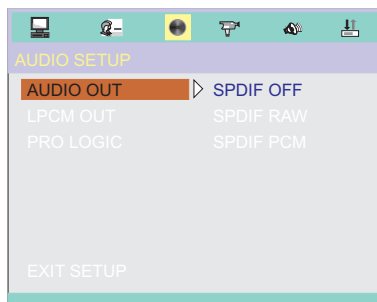 AUDIO SETUP
AUDIO OUT
SPDIF OFF
LPCM OUT
SPDIF RAW
PRO LOGIC
SPDIF PCM
EXIT SETUP